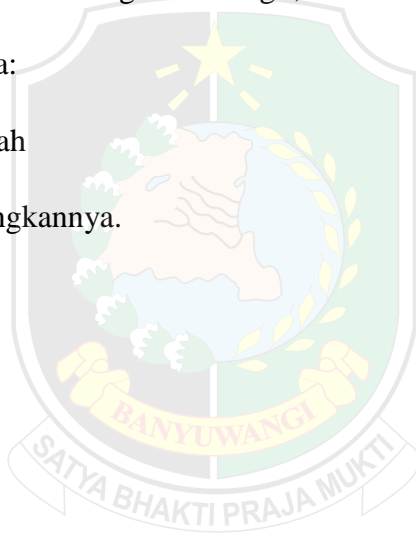 a:
ah
ngkannya.
BANYUWANGI
SATYA BHAKTI PRAJA MUKTI